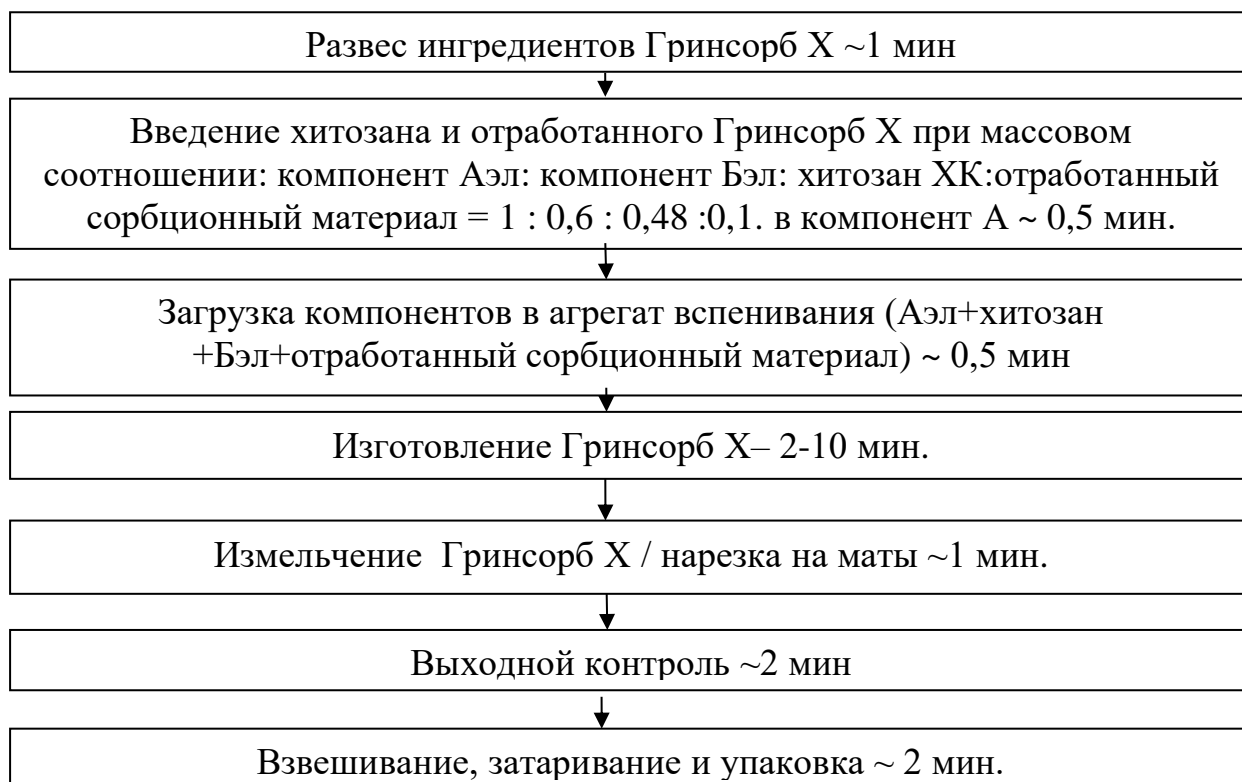 Развес ингредиентов Гринсорб Х ~1 мин
Введение хитозана и отработанного Гринсорб Х при массовом
соотношении: компонент Аэл: компонент Бэл: хитозан ХК:отработанный
сорбционный материал = 1 : 0,6 : 0,48 :0,1. в компонент А ~ 0,5 мин.
Загрузка компонентов в агрегат вспенивания (Аэл+хитозан
+Бэл+отработанный сорбционный материал) ~ 0,5 мин
Изготовление Гринсорб Х– 2-10 мин.
Измельчение Гринсорб Х / нарезка на маты ~1 мин.
Выходной контроль ~2 мин
Взвешивание, затаривание и упаковка ~ 2 мин.